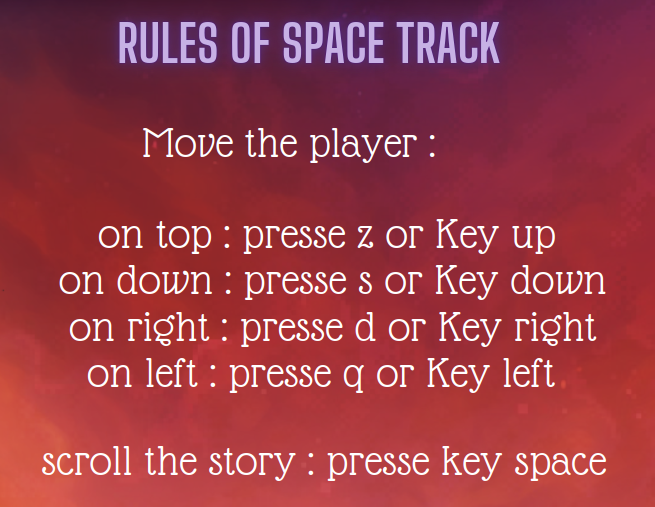 RULES OF SPACE TRACK
Move the player :
on top : presse z or Key up
on down : presse s or Key down
on right : presse d or Key right
on left : presse q or Key left
scroll the story : presse key space